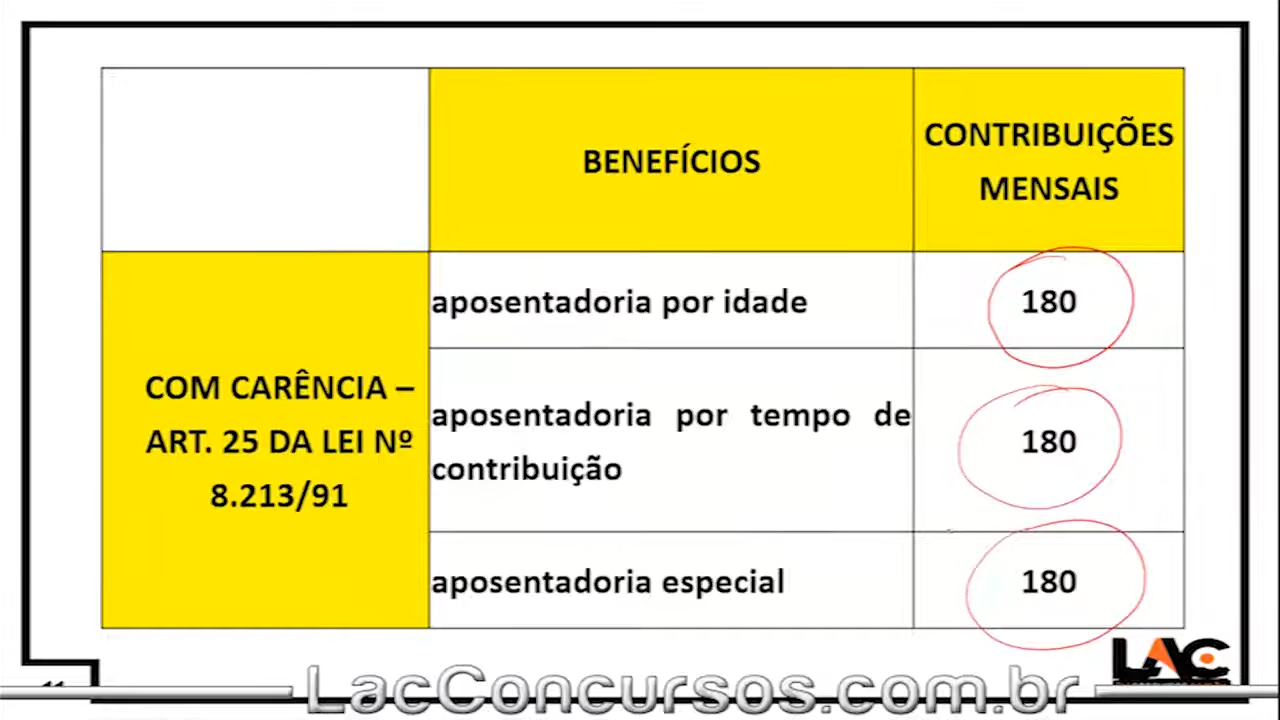 BENEFÍCIOS
CONTRIBUIÇÕES
MENSAIS
COM CARÊNCIA –
ART. 25 DA LEI Nº
8.213/91
aposentadoria por idade
180
aposentadoria por tempo de
contribuição
180
aposentadoria especial
180
LAC
LacConcursos.com.br